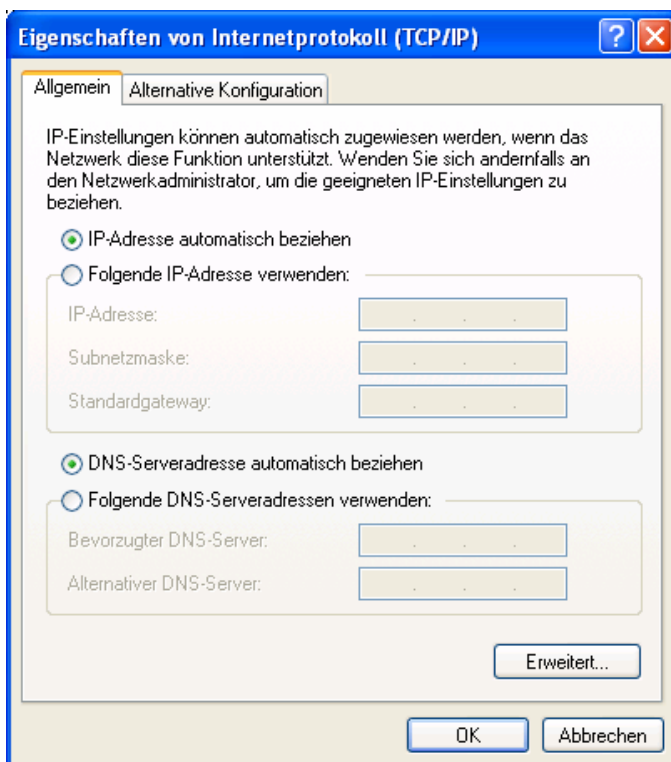 Eigenschaften von Internetprotokoll (TCP/IP)
Allgemein
Alternative Konfiguration
IP-Einstellungen können automatisch zugewiesen werden, wenn das
Netzwerk diese Funktion unterstützt. Wenden Sie sich andernfalls an
den Netzwerkadministrator, um die geeigneten IP-Einstellungen zu
beziehen.
IP-Adresse automatisch beziehen
Folgende IP-Adresse verwenden:
IP-Adresse:
Subnetzmaske:
Standardgateway:
DNS-Serveradresse automatisch beziehen
Folgende DNS-Serveradressen verwenden:
Bevorzugter DNS-Server:
Alternativer DNS-Server:
Erweitert...
OK
Abbrechen